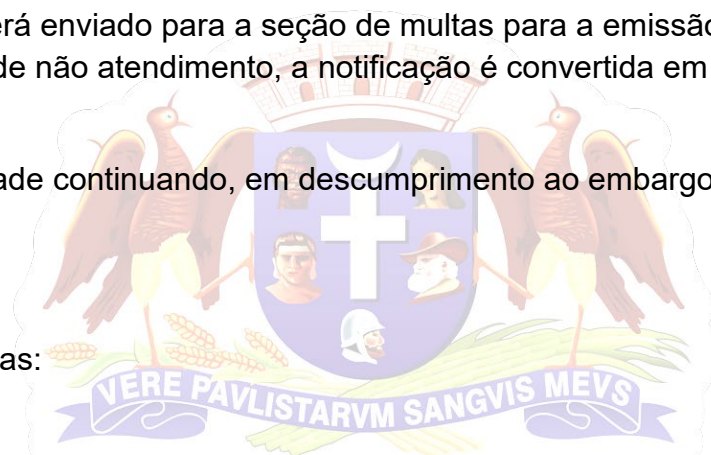 erá enviado para a seção de multas para a emissão
de não atendimento, a notificação é convertida em
ade continuando, em descumprimento ao embargo
as:
VERE PAVLISTARVM SANGVIS MEVS